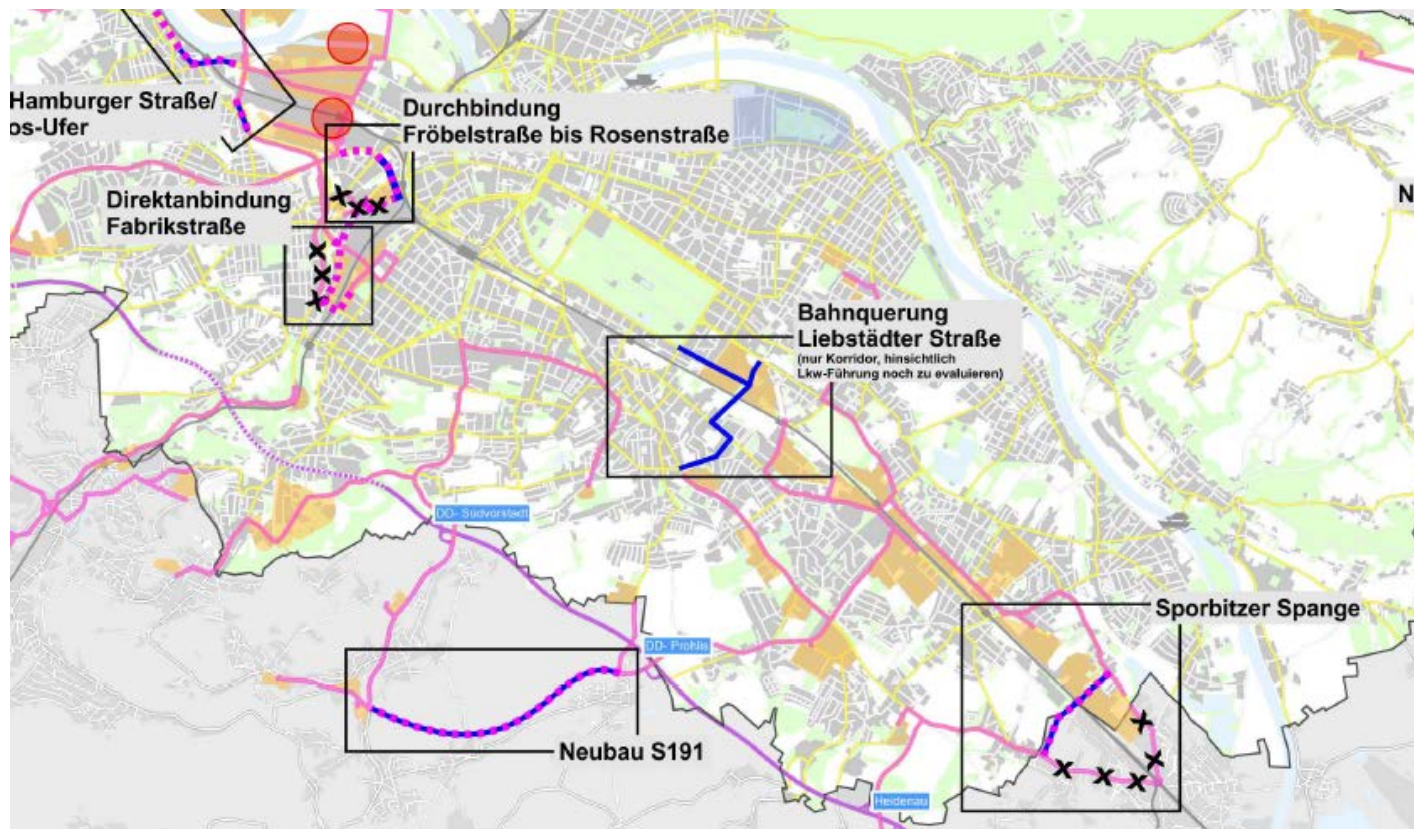 Hamburger Straße/
os-Ufer
Durchbindung
Fröbelstraße bis Rosenstraße
Direktanbindung
Fabrikstraße
N
Bahnquerung
Liebstädter Straße
(nur Korridor, hinsichtlich
Lkw-Führung noch zu evaluieren)
DD- Südvorstadt
Sporbitzer Spange
DD- Prohlis
Neubau S191
Heidenau